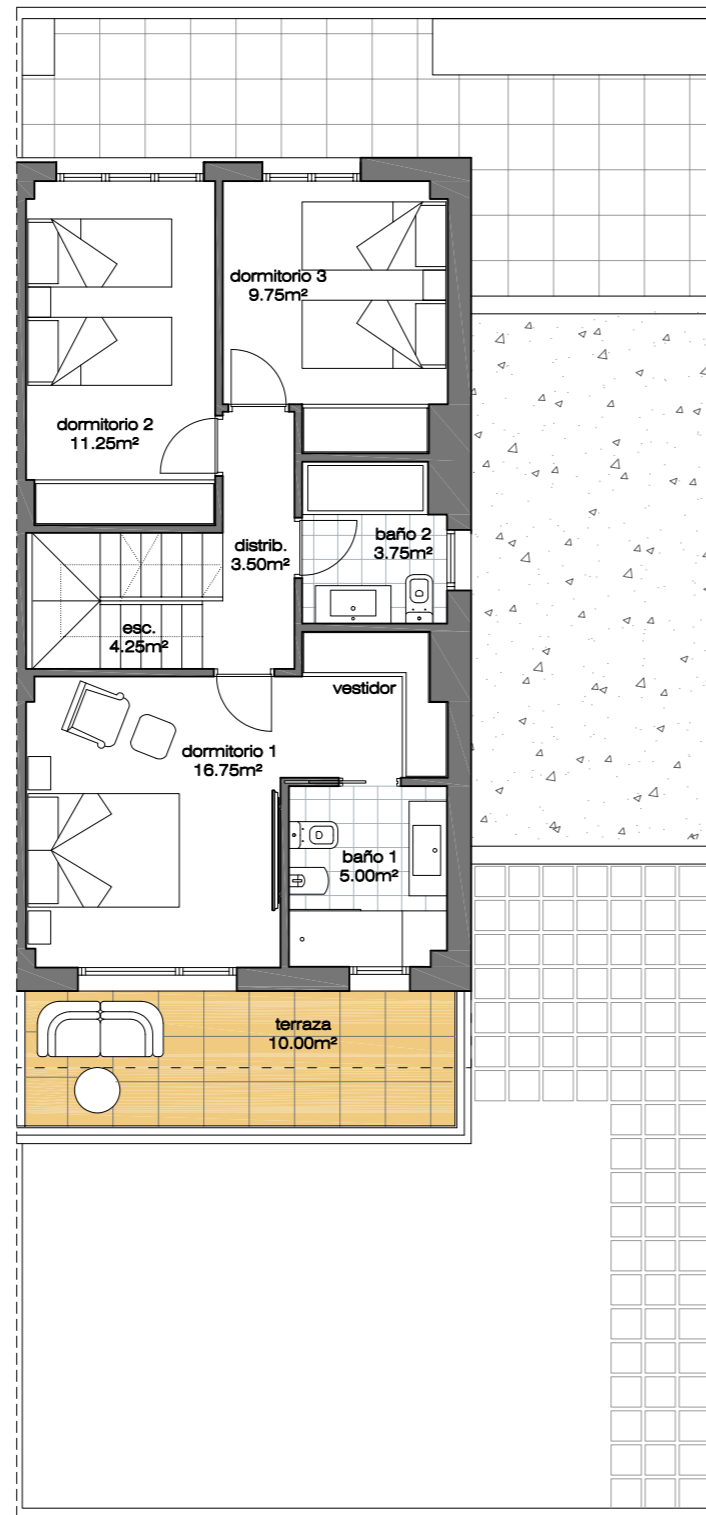 dormitorio 3
9.75m²
dormitorio 2
11.25m²
distrib.
3.50m²
baño 2
3.75m²
esc.
4.25m²
vestidor
dormitorio 1
16.75m²
baño 1
5.00m²
terraza
10.00m²